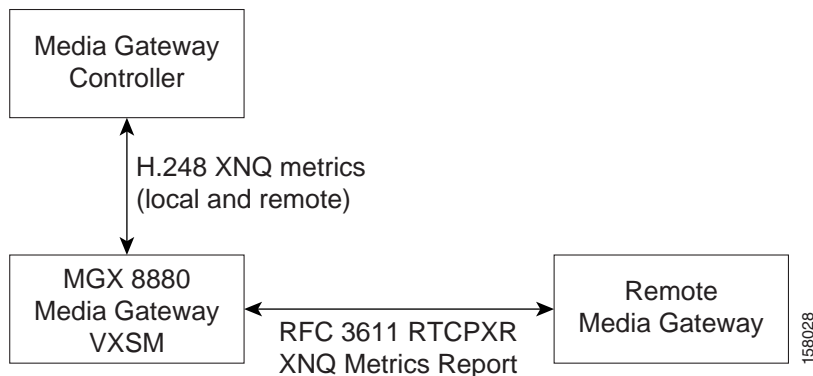 Media Gateway
Controller
H.248 XNQ metrics
(local and remote)
MGX 8880
Media Gateway
VXSM
RFC 3611 RTCPXR
XNQ Metrics Report
Remote
Media Gateway
158028